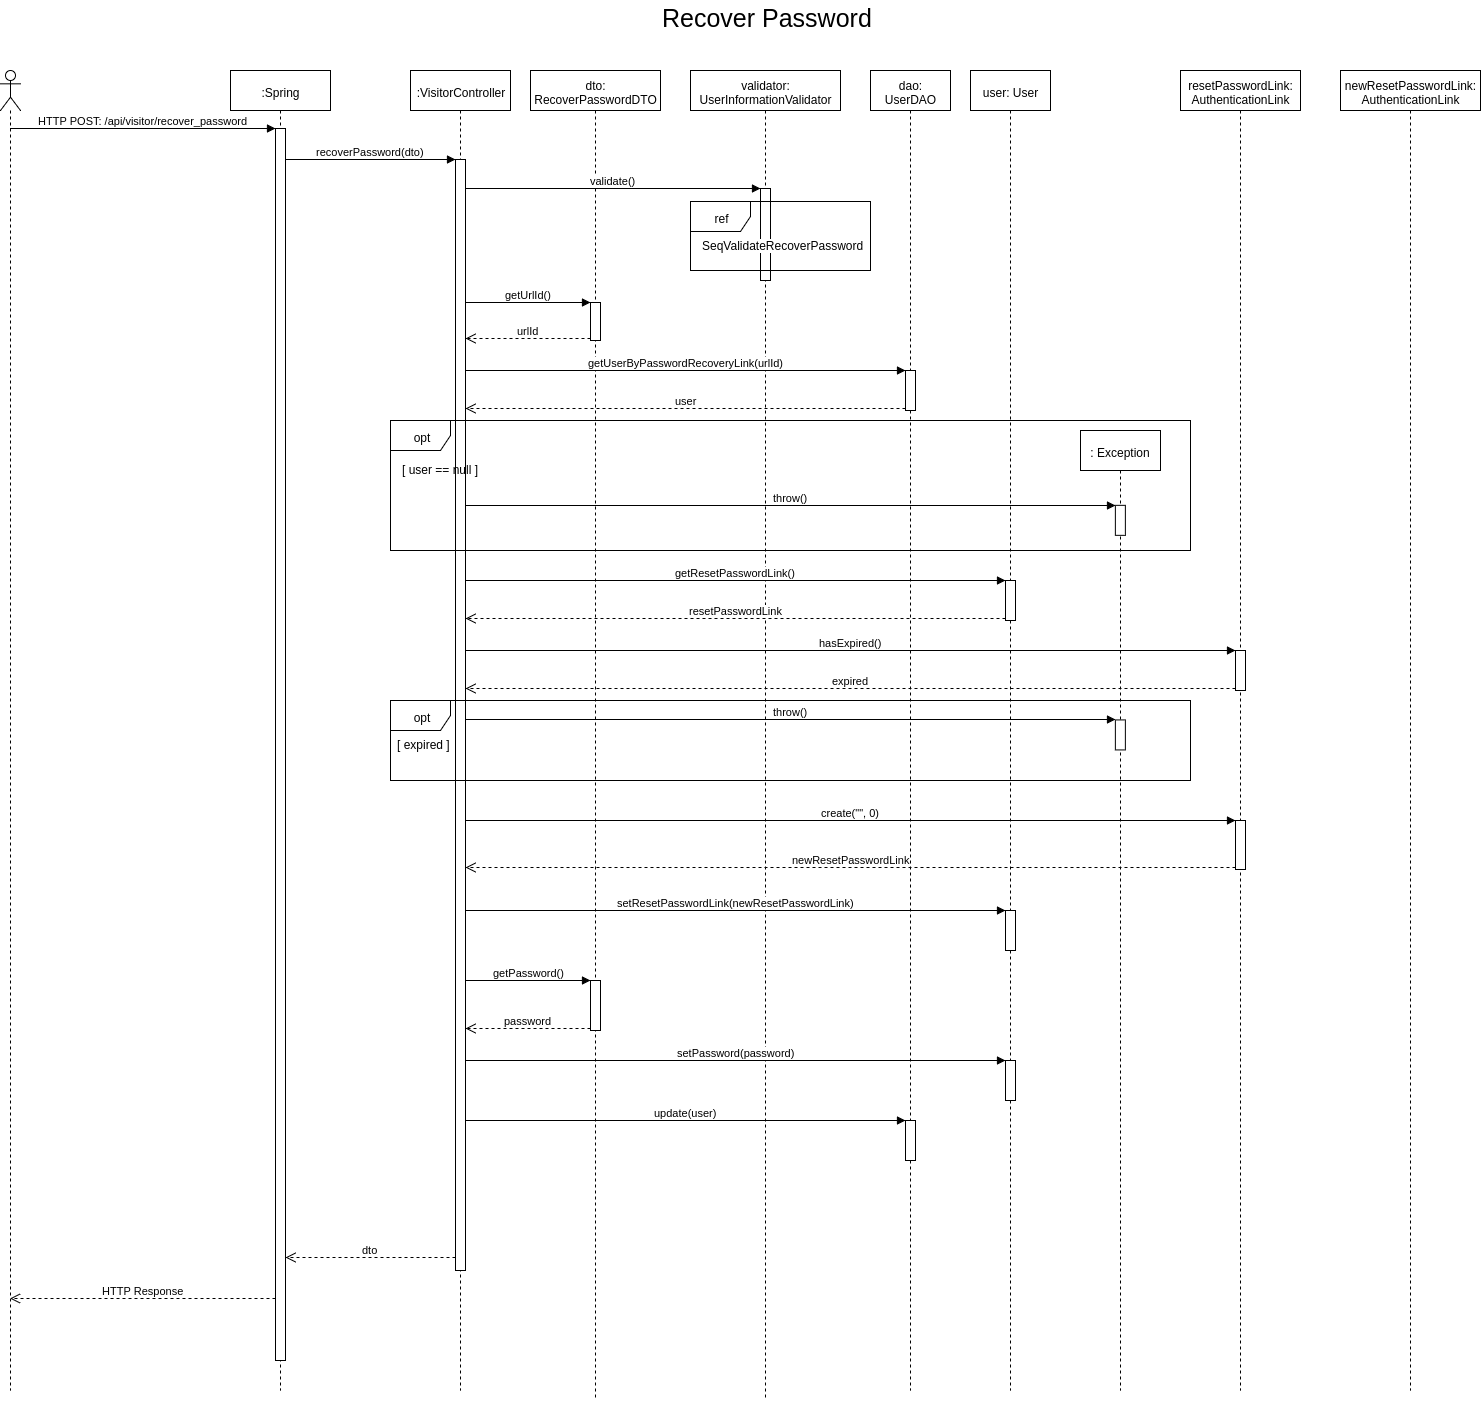 Recover Password
:Spring
:VisitorController
dto:
RecoverPasswordDTO
validator:
UserInformationValidator
dao:
UserDAO
user: User
resetPasswordLink:
AuthenticationLink
newResetPasswordLink:
AuthenticationLink
HTTP POST: /api/visitor/recover_password
recoverPassword(dto)
validate()
ref
SeqValidateRecoverPassword
getUrlId()
urlId
getUserByPasswordRecoveryLink(urlId)
user
opt
: Exception
[ user == null ]
throw()
getResetPasswordLink()
resetPasswordLink
hasExpired()
expired
opt
throw()
[ expired ]
create("", 0)
newResetPasswordLink
setResetPasswordLink(newResetPasswordLink)
getPassword()
password
setPassword(password)
update(user)
dto
HTTP Response